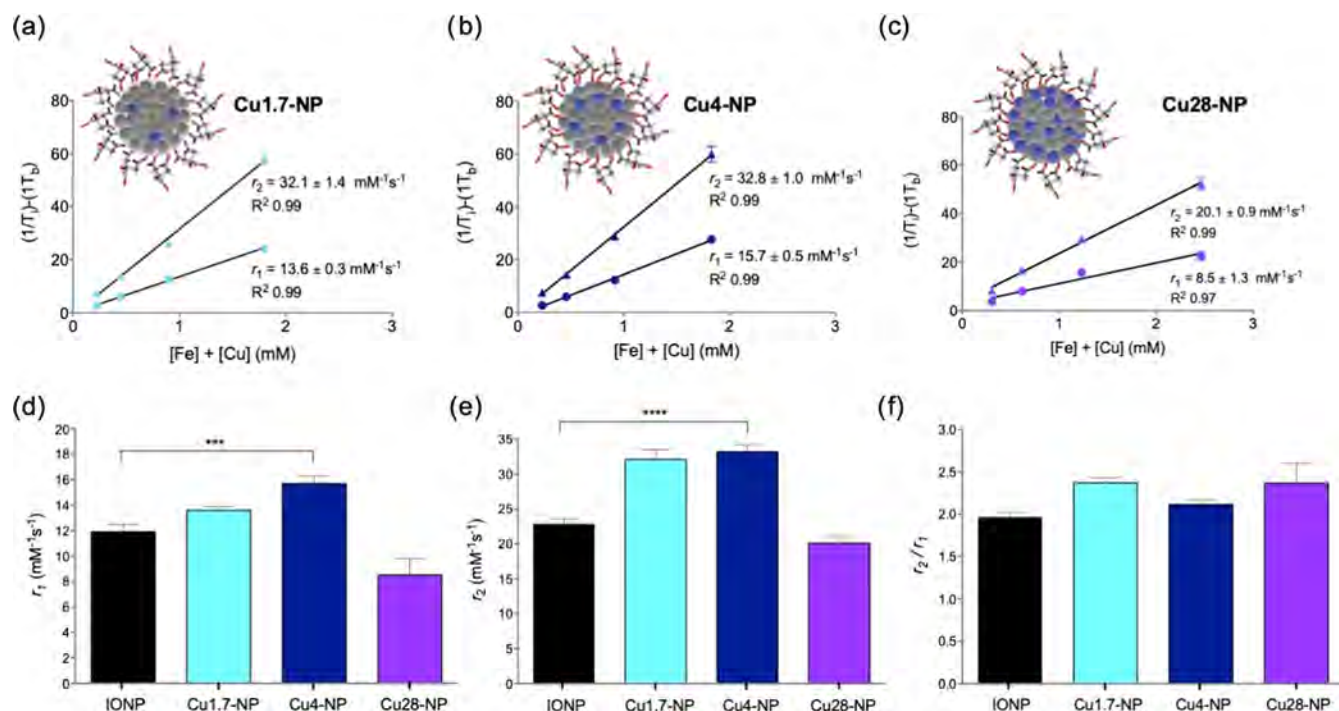 (a)
Cu1.7-NP
80
60
40
20
0
0
1
2
3
(1/Ti)-(1Tb)
r2 = 32.1 ± 1.4 mM-1s-1
R2 0.99
r1 = 13.6 ± 0.3 mM-1s-1
R2 0.99
[Fe] + [Cu] (mM)
(b)
Cu4-NP
80
60
40
20
0
0
1
2
3
(1/Ti)-(1Tb)
r2 = 32.8 ± 1.0 mM-1s-1
R2 0.99
r1 = 15.7 ± 0.5 mM-1s-1
R2 0.99
[Fe] + [Cu] (mM)
(c)
Cu28-NP
80
60
40
20
0
0
1
2
3
(1/Ti)-(1Tb)
r2 = 20.1 ± 0.9 mM-1s-1
R2 0.99
r1 = 8.5 ± 1.3 mM-1s-1
R2 0.97
[Fe] + [Cu] (mM)
(d)
20
18
16
14
12
10
8
6
4
2
0
r1 (mM-1s-1)
***
IONP
Cu1.7-NP
Cu4-NP
Cu28-NP
(e)
35
30
25
20
15
10
5
0
r2 (mM-1s-1)
****
IONP
Cu1.7-NP
Cu4-NP
Cu28-NP
(f)
3.0
2.5
2.0
1.5
1.0
0.5
0.0
r2/r1
IONP
Cu1.7-NP
Cu4-NP
Cu28-NP